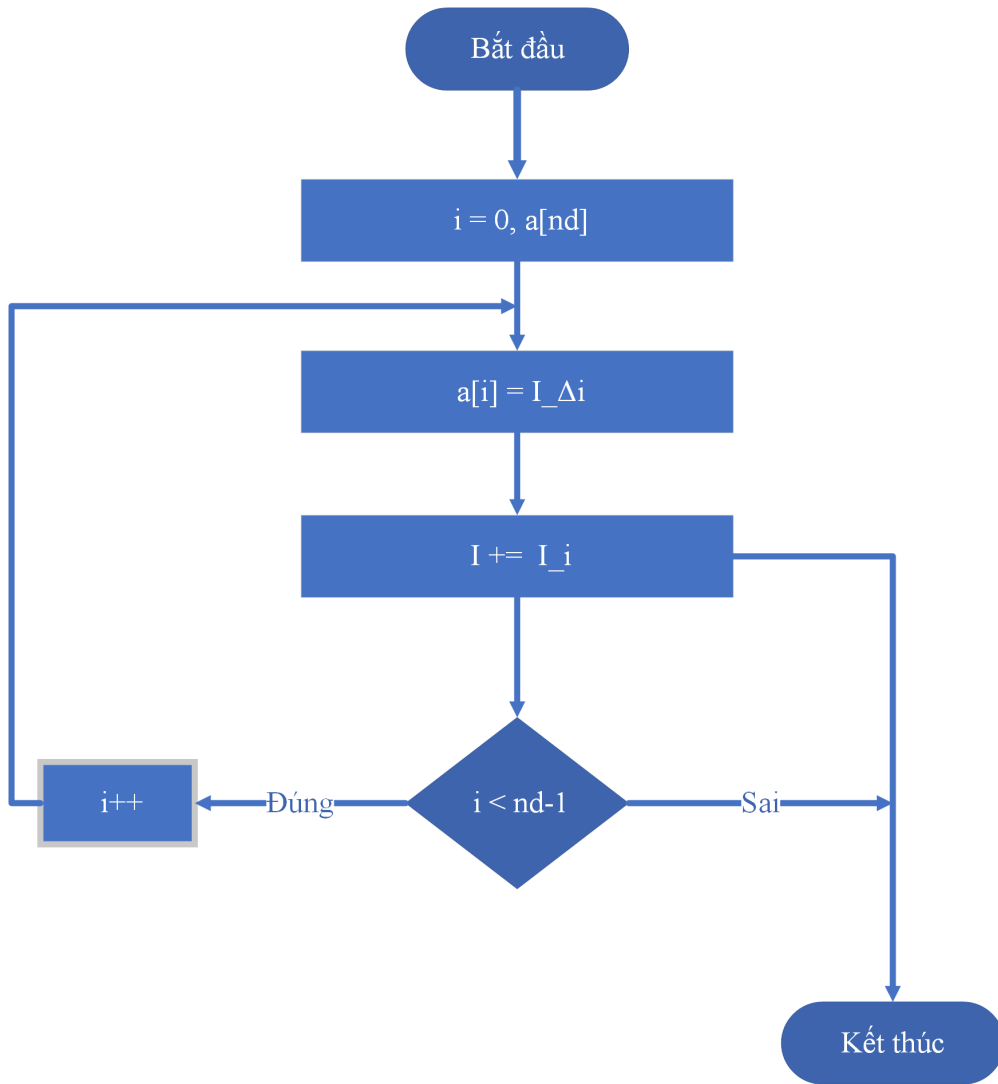 Bắt đầu
i = 0, a[nd]
a[i] = I_Δi
I += I_i
i++
Đúng
i < nd-1
Sai
Kết thúc